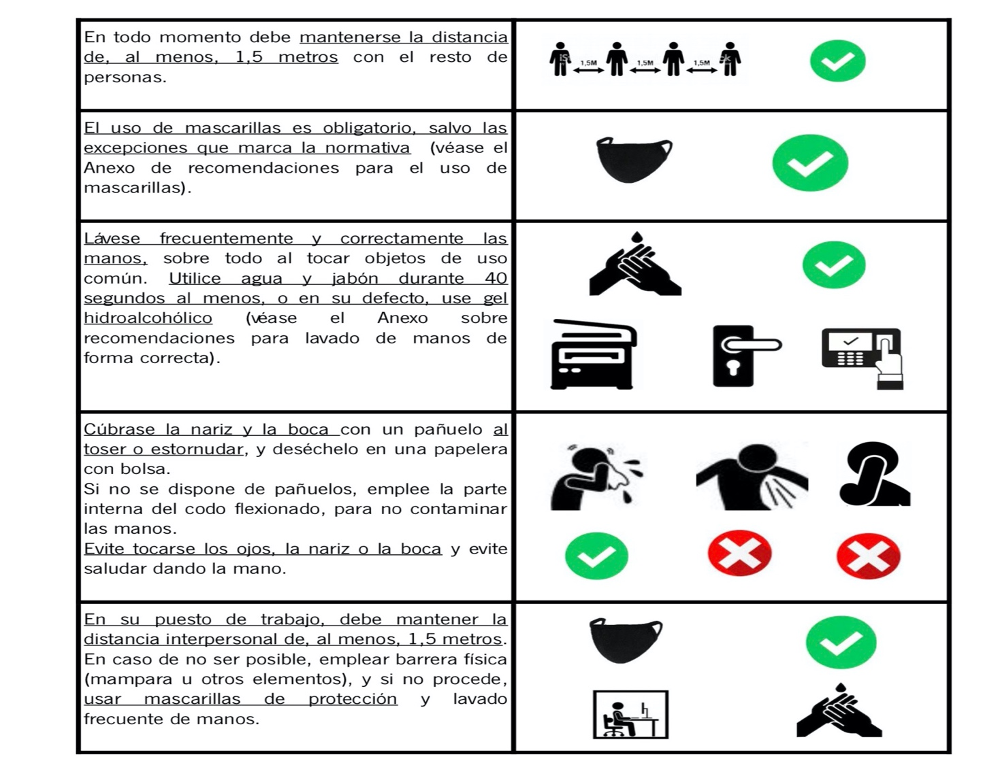 En todo momento debe mantenerse la distancia
de, al menos, 1,5 metros con el resto de
personas.
iS
1,5M
1,5M
1,5M
ck
El uso de mascarillas es obligatorio, salvo las
excepciones que marca la normativa (véase el
Anexo de recomendaciones para el uso de
mascarillas).
Lávese frecuentemente y correctamente las
manos, sobre todo al tocar objetos de uso
común. Utilice agua y jabón durante 40
segundos al menos, o en su defecto, use gel
hidroalcohólico (véase el Anexo sobre
recomendaciones para lavado de manos de
forma correcta).
Cúbrase la nariz y la boca con un pañuelo al
toser o estornudar, y deséchelo en una papelera
con bolsa.
Si no se dispone de pañuelos, emplee la parte
interna del codo flexionado, para no contaminar
las manos.
Evite tocarse los ojos, la nariz o la boca y evite
saludar dando la mano.
En su puesto de trabajo, debe mantener la
distancia interpersonal de, al menos, 1,5 metros.
En caso de no ser posible, emplear barrera física
(mampara u otros elementos), y si no procede,
usar mascarillas de protección y lavado
frecuente de manos.